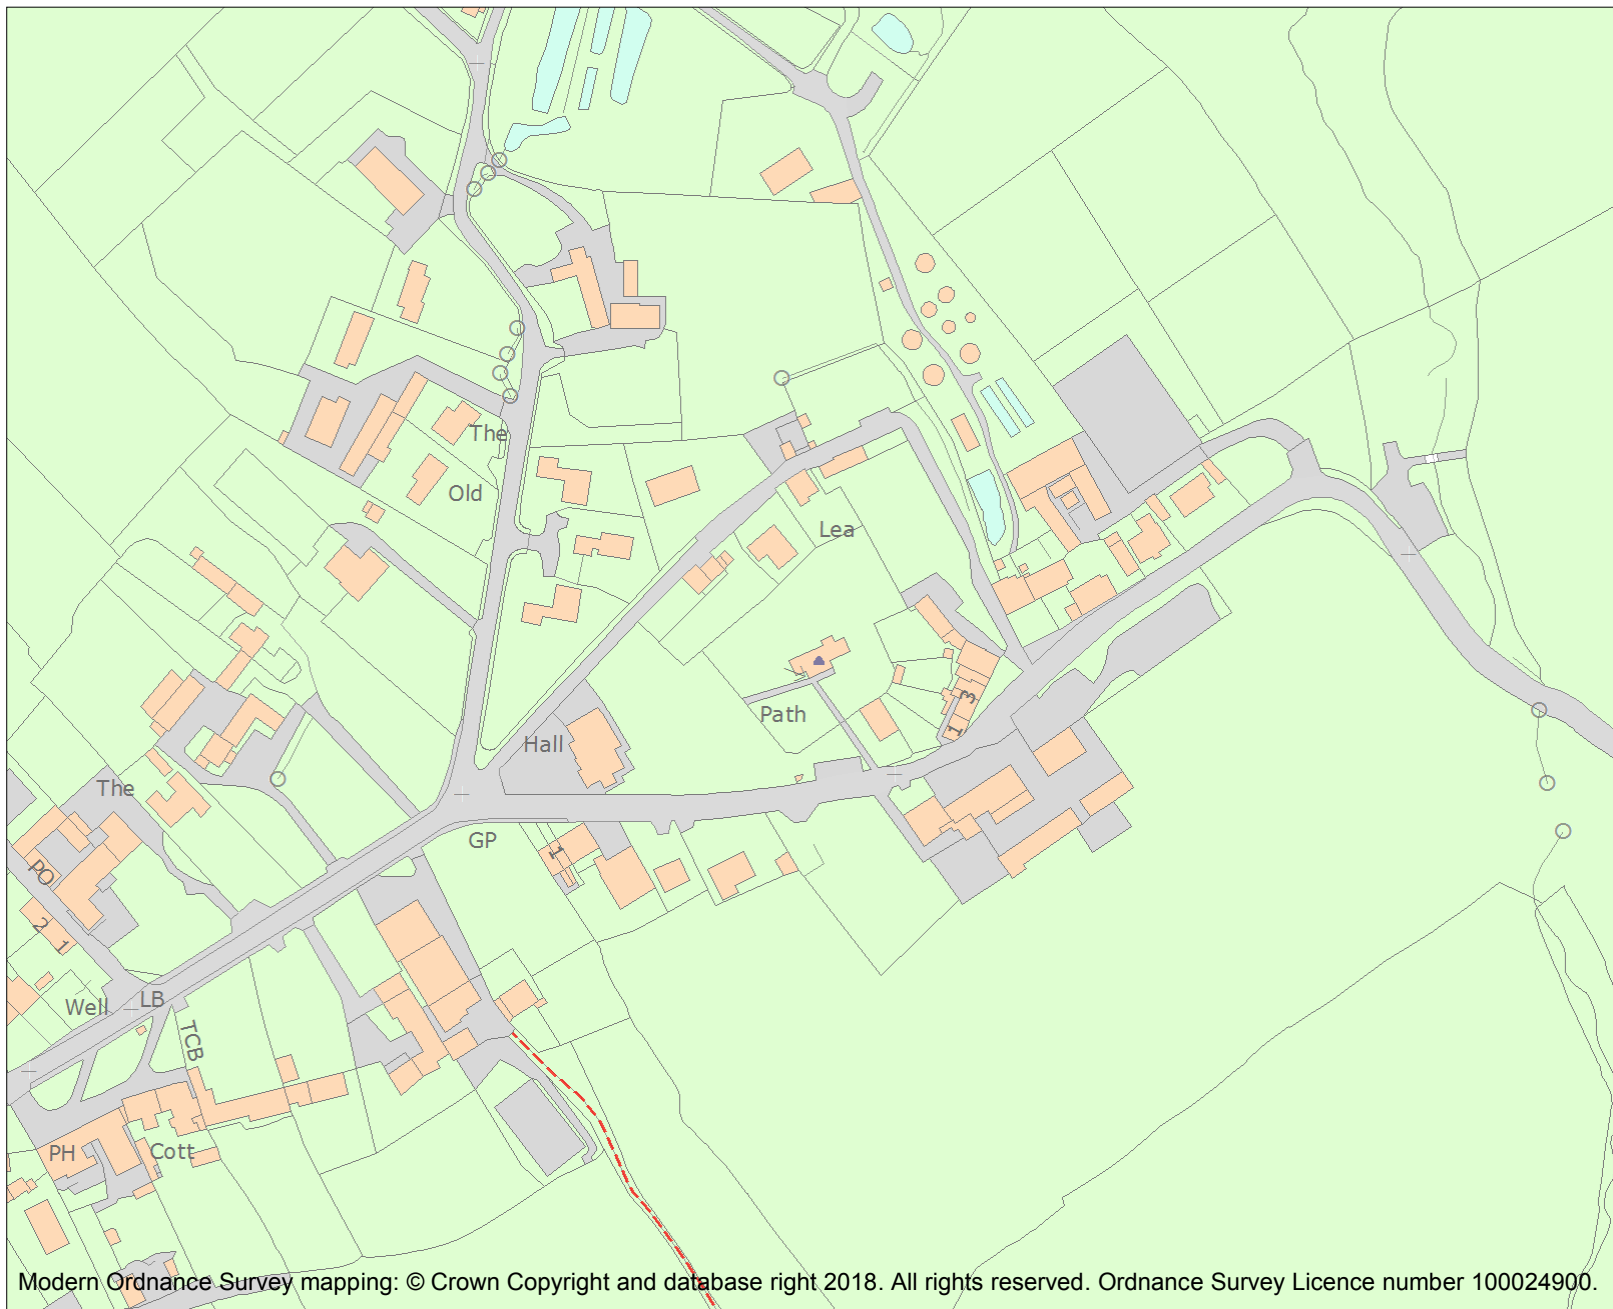 The
Old
Lea
3
Path
1
Hall
The
GP
1
PO
2
1
Well
LB
TCB
PH
Cott
Modern Ordnance Survey mapping: © Crown Copyright and database right 2018. All rights reserved. Ordnance Survey Licence number 100024900.